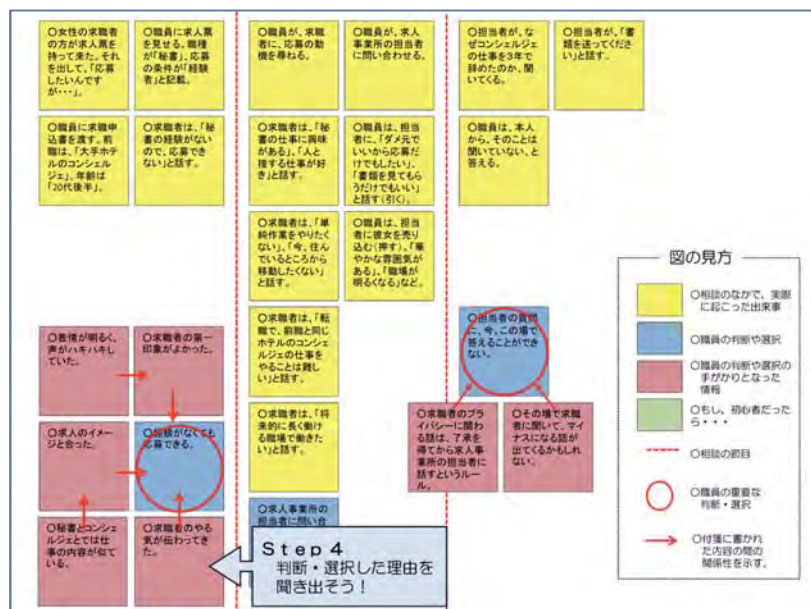 ○女性の求職者
の方が求人票を
持って来た。それ
を出して、「応募
したいんです
が・・・」。
○職員に求人票
を見せる。職種
が「秘書」、応募
の条件が「経験
者」と記載。
○職員に求職申
込書を渡す。前
職は、「大手ホテ
ルのコンシェル
ジェ」、年齢は
「20代後半」。
○求職者は、「秘
書の経験がない
ので、応募でき
ない」と話す。
○表情が明るく、
声がハキハキし
ていた。
○求職者の第一
印象がよかった。
○求人のイメー
ジと合った。
○経験がなくても
応募できる。
○秘書とコンシェ
ルジェとでは仕
事の内容が似て
いる。
○求職者のやる
気が伝わってき
た。
○職員が、求職
者に、応募の動
機を尋ねる。
○職員が、求人
事業所の担当者
に問い合わせる。
○求職者は、「秘
書の仕事に興味
がある」、「人と
接する仕事が好
き」と話す。
○職員は、担当
者に、「ダメ元で
いいから応募だ
けでもしたい」、
「書類を見てもら
うだけでもいい」
と話す(引く)。
○求職者は、「単
純作業をやりたく
ない」、「今、住ん
でいるところから
移動したくない」
と話す。
○職員は、担当
者に彼女を売り
込む(押す)。「華
やかな雰囲気が
ある」、「職場が
明るくなる」など。
○求職者は、「転
職で、前職と同じ
ホテルのコンシェ
ルジェの仕事を
やることは難し
い」と話す。
○求職者は、「将
来的に長く働け
る職場で働きた
い」と話す。
○求人事業所の
担当者に問い合
Step4
判断・選択した理由を
聞き出そう!
○担当者が、な
ぜコンシェルジェ
の仕事を3年で
辞めたのか、聞
いてくる。
○担当者が、「書
類を送ってくださ
い」と話す。
○職員は、本人
から、そのことは
聞いていない、と
答える。
○担当者の質問
に、今、この場で
答えることができ
ない。
○求職者のプライ
バシーに関わ
る話は、了承を
得てから求人事
業所の担当者に
話すというルー
ル。
○その場で求職
者に聞いて、マイ
ナスになる話が
出てくるかもしれ
ない。
図の見方
○相談のなかで、実際
に起こった出来事
○職員の判断や選択
○職員の判断や選択の
手がかりとなった
情報
○もし、初心者だった
ら・・・
○相談の節目
○職員の重要な
判断・選択
○付箋に書かれ
た内容の間の
関係性を示す。